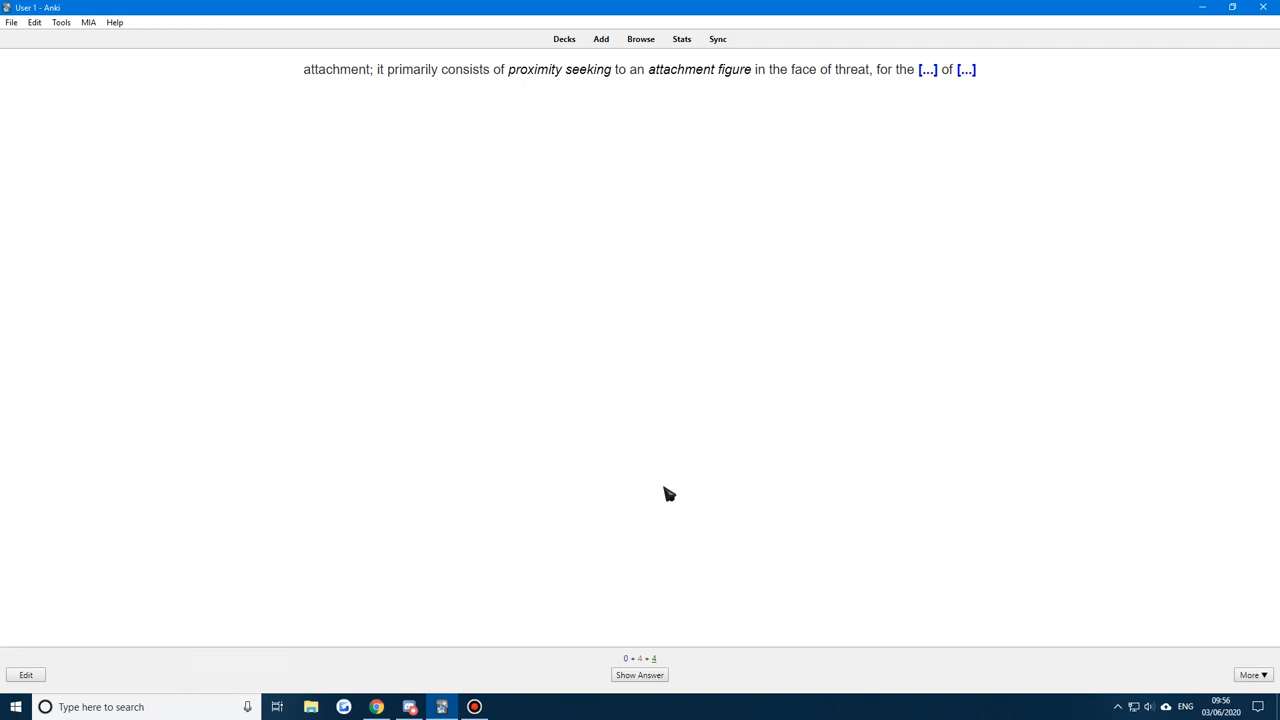 User 1 - Anki
File Edit Tools MIA Help
Decks Add Browse Stats Sync
attachment; it primarily consists of proximity seeking to an attachment figure in the face of threat, for the [...] of [...]
0 + 4 + 4
Edit Show Answer More ▼
Type here to search
ENG
09:56
03/06/2020